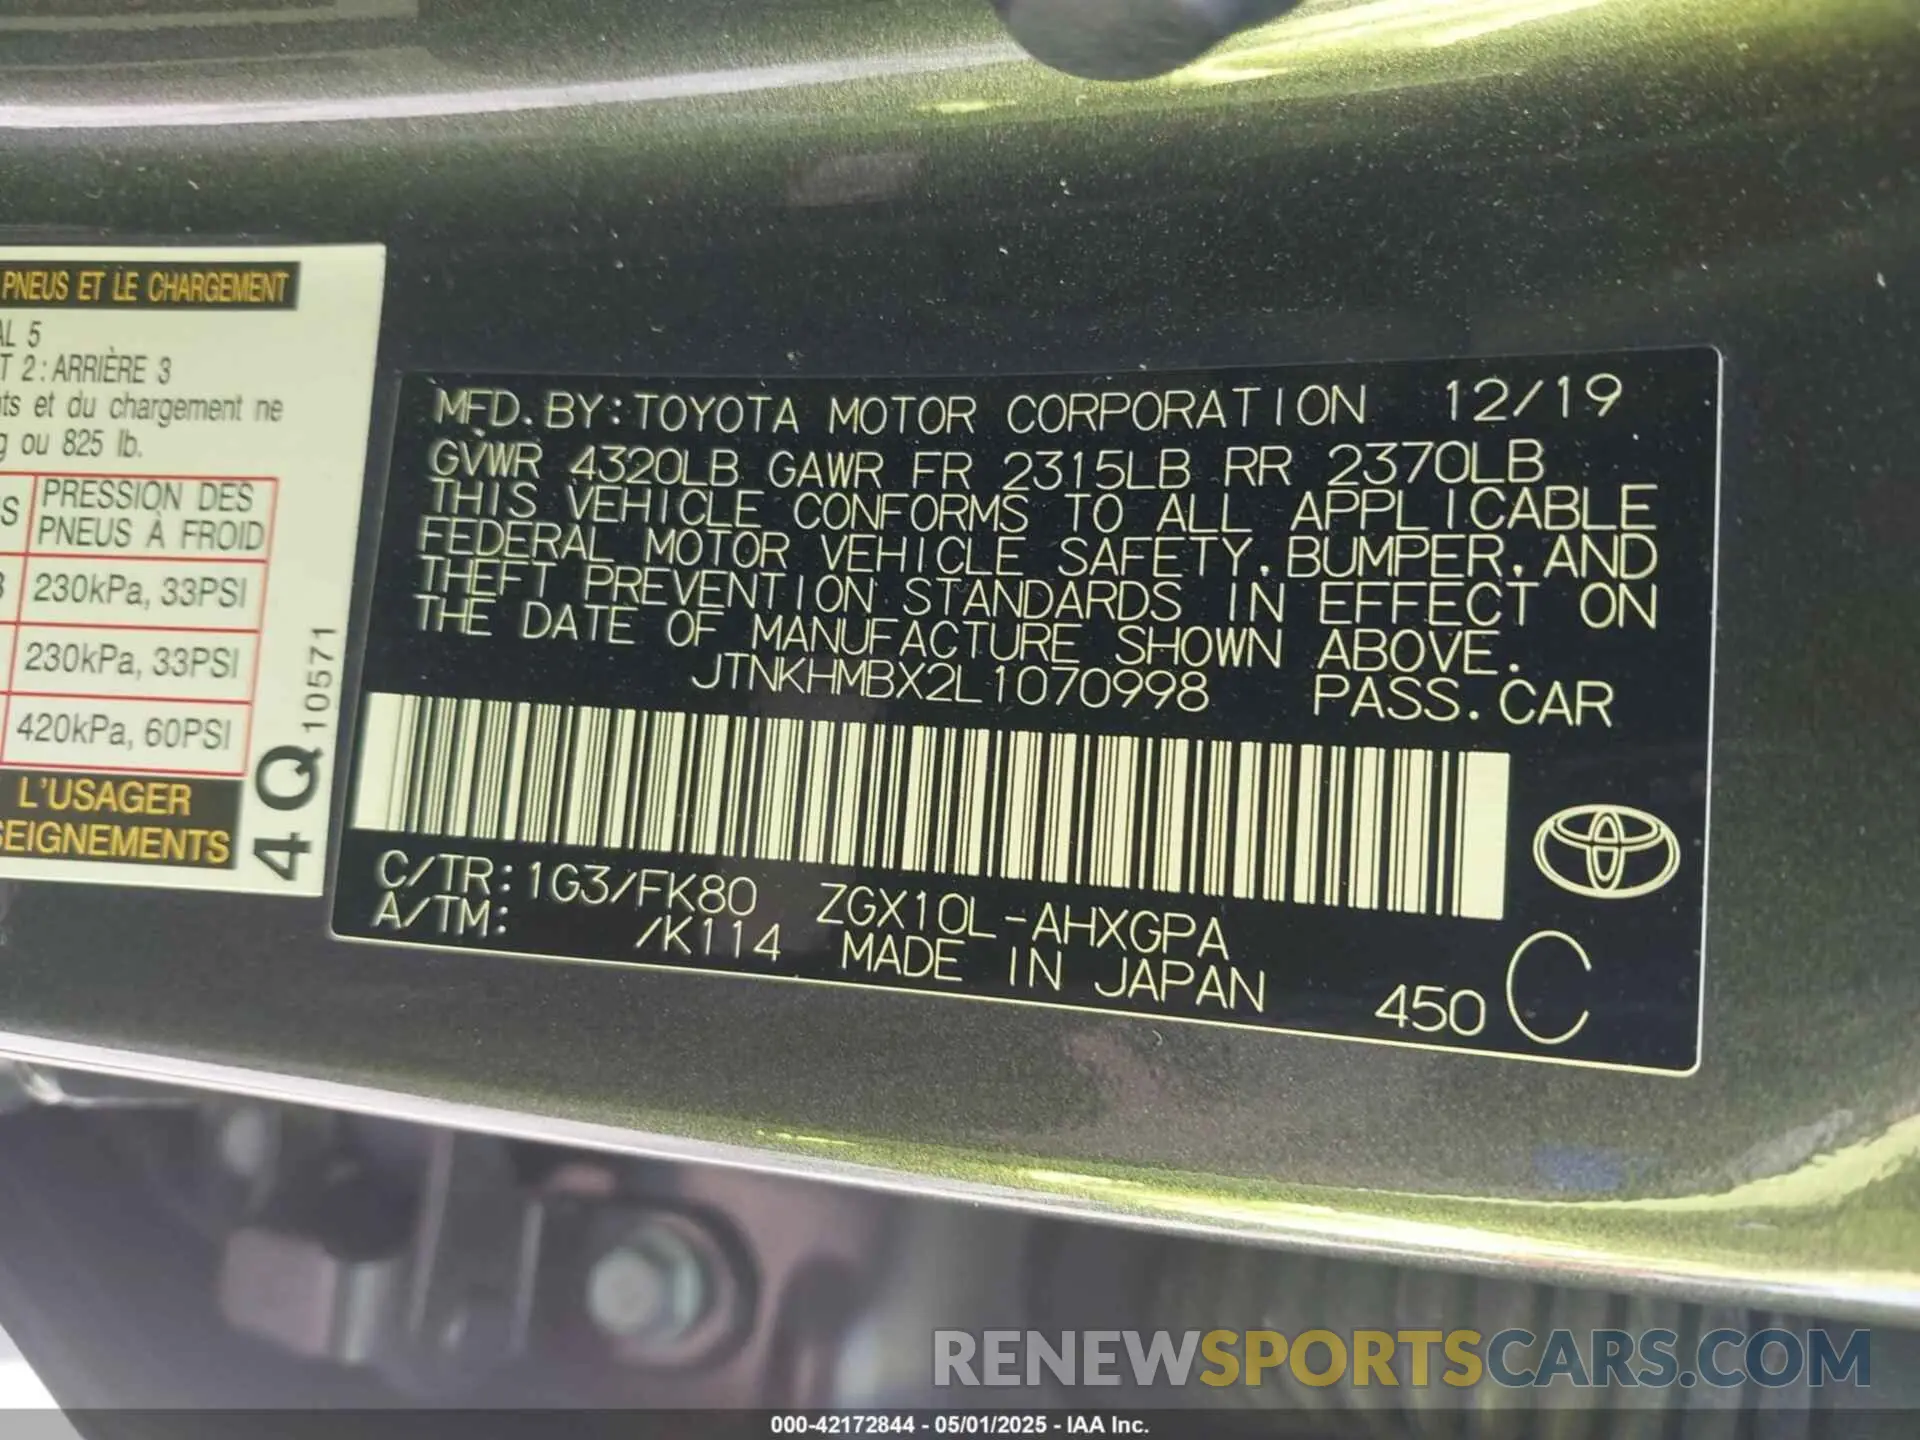 PNEUS ET LE CHARGEMENT
AL 5
T 2 : ARRIÈRE 3
ts et du chargement ne
g ou 825 lb.
S PRESSION DES
PNEUS À FROID
230kPa, 33PSI
230kPa, 33PSI
420kPa, 60PSI
L'USAGER
SEIGNEMENTS
4Q 10571
MFD. BY: TOYOTA MOTOR CORPORATION 12/19
GVWR 4320LB GAWR FR 2315LB RR 2370LB
THIS VEHICLE CONFORMS TO ALL APPLICABLE
FEDERAL MOTOR VEHICLE SAFETY, BUMPER, AND
THEFT PREVENTION STANDARDS IN EFFECT ON
THE DATE OF MANUFACTURE SHOWN ABOVE.
JTNKHMBX2L1070998 PASS. CAR
C/TR: 1G3/FK80 ZGX10L-AHXGPA
A/TM: /K114 MADE IN JAPAN 450 C
RENEWSPORTSCARS.COM
000-42172844 - 05/01/2025 - IAA Inc.